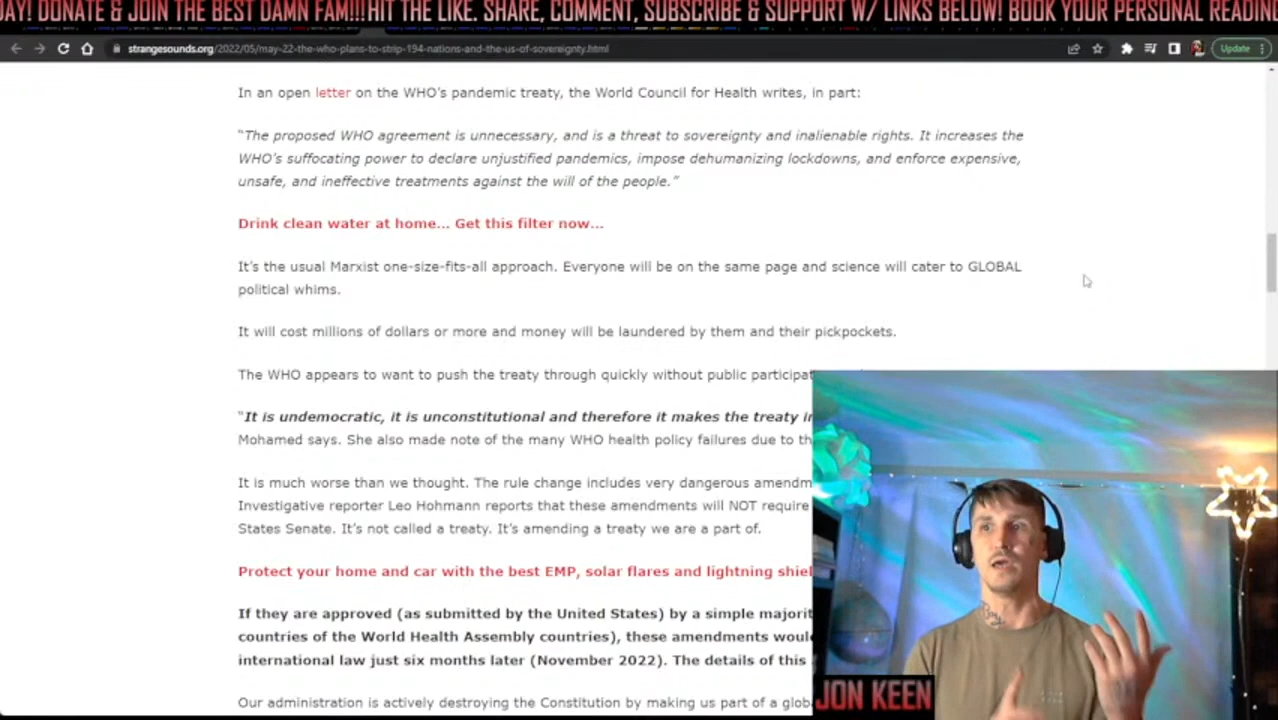 DAY! DONATE & JOIN THE BEST DAMN FAM!!! HIT THE LIKE. SHARE, COMMENT, SUBSCRIBE & SUPPORT W/ LINKS BELOW! BOOK YOUR PERSONAL READIN
strangesounds.org/2022/05/may-22-the-who-plans-to-strip-194-nations-and-the-us-of-sovereignty.html
Update
In an open letter on the WHO's pandemic treaty, the World Council for Health writes, in part:
"The proposed WHO agreement is unnecessary, and is a threat to sovereignty and inalienable rights. It increases the
WHO's suffocating power to declare unjustified pandemics, impose dehumanizing lockdowns, and enforce expensive,
unsafe, and ineffective treatments against the will of the people."
Drink clean water at home... Get this filter now...
It's the usual Marxist one-size-fits-all approach. Everyone will be on the same page and science will cater to GLOBAL
political whims.
It will cost millions of dollars or more and money will be laundered by them and their pickpockets.
The WHO appears to want to push the treaty through quickly without public participat
"It is undemocratic, it is unconstitutional and therefore it makes the treaty in
Mohamed says. She also made note of the many WHO health policy failures due to th
It is much worse than we thought. The rule change includes very dangerous amendm
Investigative reporter Leo Hohmann reports that these amendments will NOT require
States Senate. It's not called a treaty. It's amending a treaty we are a part of.
Protect your home and car with the best EMP, solar flares and lightning shiel
If they are approved (as submitted by the United States) by a simple majorit
countries of the World Health Assembly countries), these amendments woul
international law just six months later (November 2022). The details of this
Our administration is actively destroying the Constitution by making us part of a glob
JON KEEN